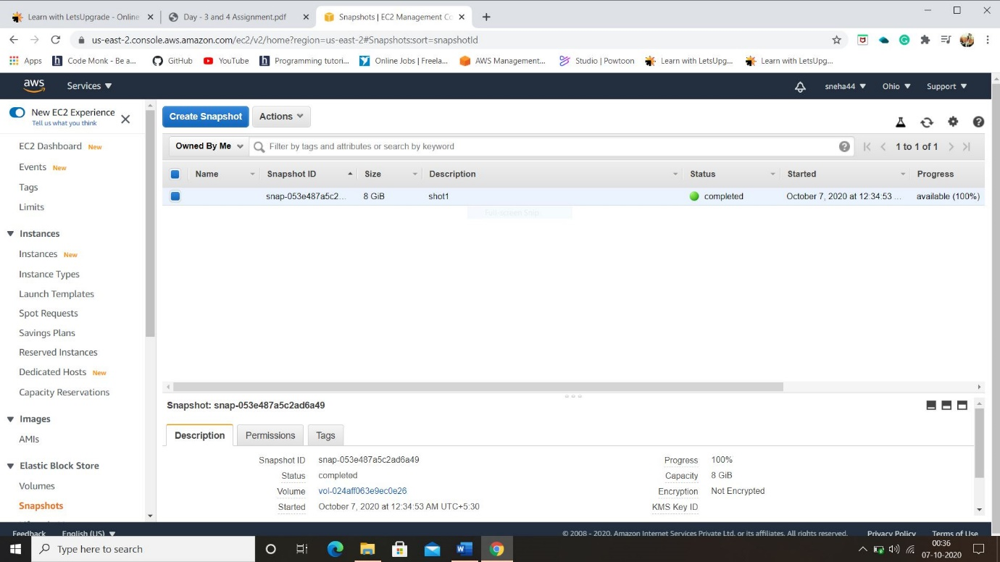 Learn with LetsUpgrade - Online
Day - 3 and 4 Assignment.pdf
Snapshots | EC2 Management Co
us-east-2.console.aws.amazon.com/ec2/v2/home?region=us-east-2#Snapshots:sort=snapshotId
Apps
Code Monk - Be a...
GitHub
YouTube
Programming tutori...
Online Jobs | Freela...
AWS Management...
Studio | Powtoon
Learn with LetsUpg...
Learn with LetsUpg...
aws
Services
sneha44
Ohio
Support
New EC2 Experience
Tell us what you think
EC2 Dashboard New
Events New
Tags
Limits
Instances
Instances New
Instance Types
Launch Templates
Spot Requests
Savings Plans
Reserved Instances
Dedicated Hosts New
Capacity Reservations
Images
AMIs
Elastic Block Store
Volumes
Snapshots
Create Snapshot
Actions
Owned By Me
Filter by tags and attributes or search by keyword
1 to 1 of 1
Name Snapshot ID Size Description Status Started Progress
snap-053e487a5c2... 8 GiB shot1 completed October 7, 2020 at 12:34:53 ... available (100%)
Full-screen Snip
Snapshot: snap-053e487a5c2ad6a49
Description Permissions Tags
Snapshot ID snap-053e487a5c2ad6a49
Status completed
Volume vol-024aff063e9ec0e26
Started October 7, 2020 at 12:34:53 AM UTC+5:30
Progress 100%
Capacity 8 GiB
Encryption Not Encrypted
KMS Key ID
Feedback English (US)
© 2008 - 2020, Amazon Internet Services Private Ltd. or its affiliates. All rights reserved. Privacy Policy Terms of Use
Type here to search
00:36
07-10-2020